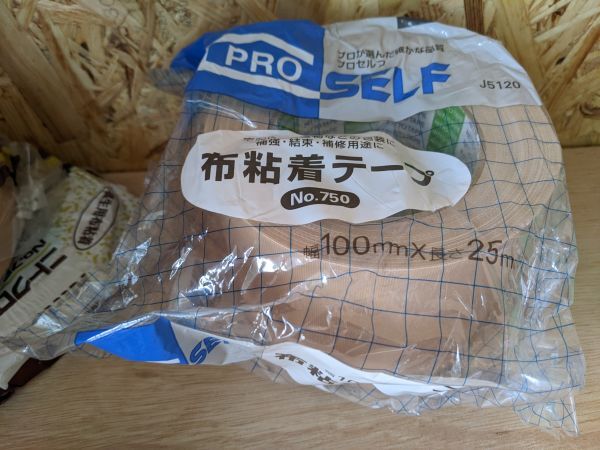 プロが選んだ確かな品質
プロセルフ
PRO
SELF
J5120
補強・結束・補修用途に
布粘着テープ
No.750
幅100mm×長さ25m
布粘